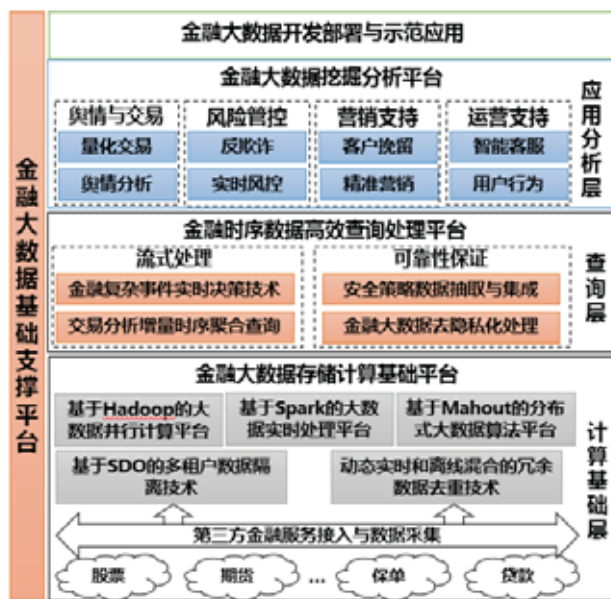 金融大数据基础支撑平台
金融大数据开发部署与示范应用
金融大数据挖掘分析平台
舆情与交易
风险管控
营销支持
运营支持
量化交易
反欺诈
客户挽留
智能客服
舆情分析
实时风控
精准营销
用户行为
应用分析层
金融时序数据高效查询处理平台
流式处理
可靠性保证
金融复杂事件实时决策技术
安全策略数据抽取与集成
交易分析增量时序聚合查询
金融大数据去隐私化处理
查询层
金融大数据存储计算基础平台
基于Hadoop的大
数据并行计算平台
基于Spark的大数
据实时处理平台
基于Mahout的分布
式大数据算法平台
基于SDO的多租户数据隔
离技术
动态实时和离线混合的冗余
数据去重技术
第三方金融服务接入与数据采集
股票
期货
...
保单
贷款
计算基础层